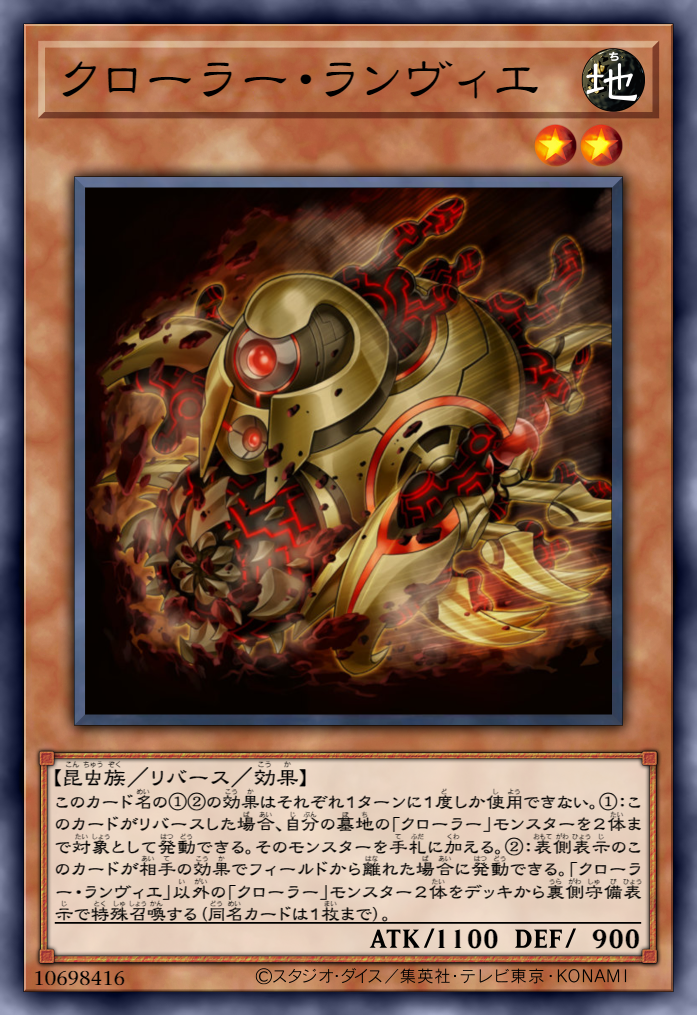 クローラー・ランヴィエ
地
【昆虫族／リバース／効果】
このカード名の①②の効果はそれぞれ1ターンに1度しか使用できない。①：こ
のカードがリバースした場合、自分の墓地の「クローラー」モンスターを２体ま
で対象として発動できる。そのモンスターを手札に加える。②：表側表示のこ
のカードが相手の効果でフィールドから離れた場合に発動できる。「クローラ
ー・ランヴィエ」以外の「クローラー」モンスター２体をデッキから裏側守備表
示で特殊召喚する（同名カードは1枚まで）。
ATK/1100 DEF/ 900
10698416 ©スタジオ・ダイス／集英社・テレビ東京・KONAMI